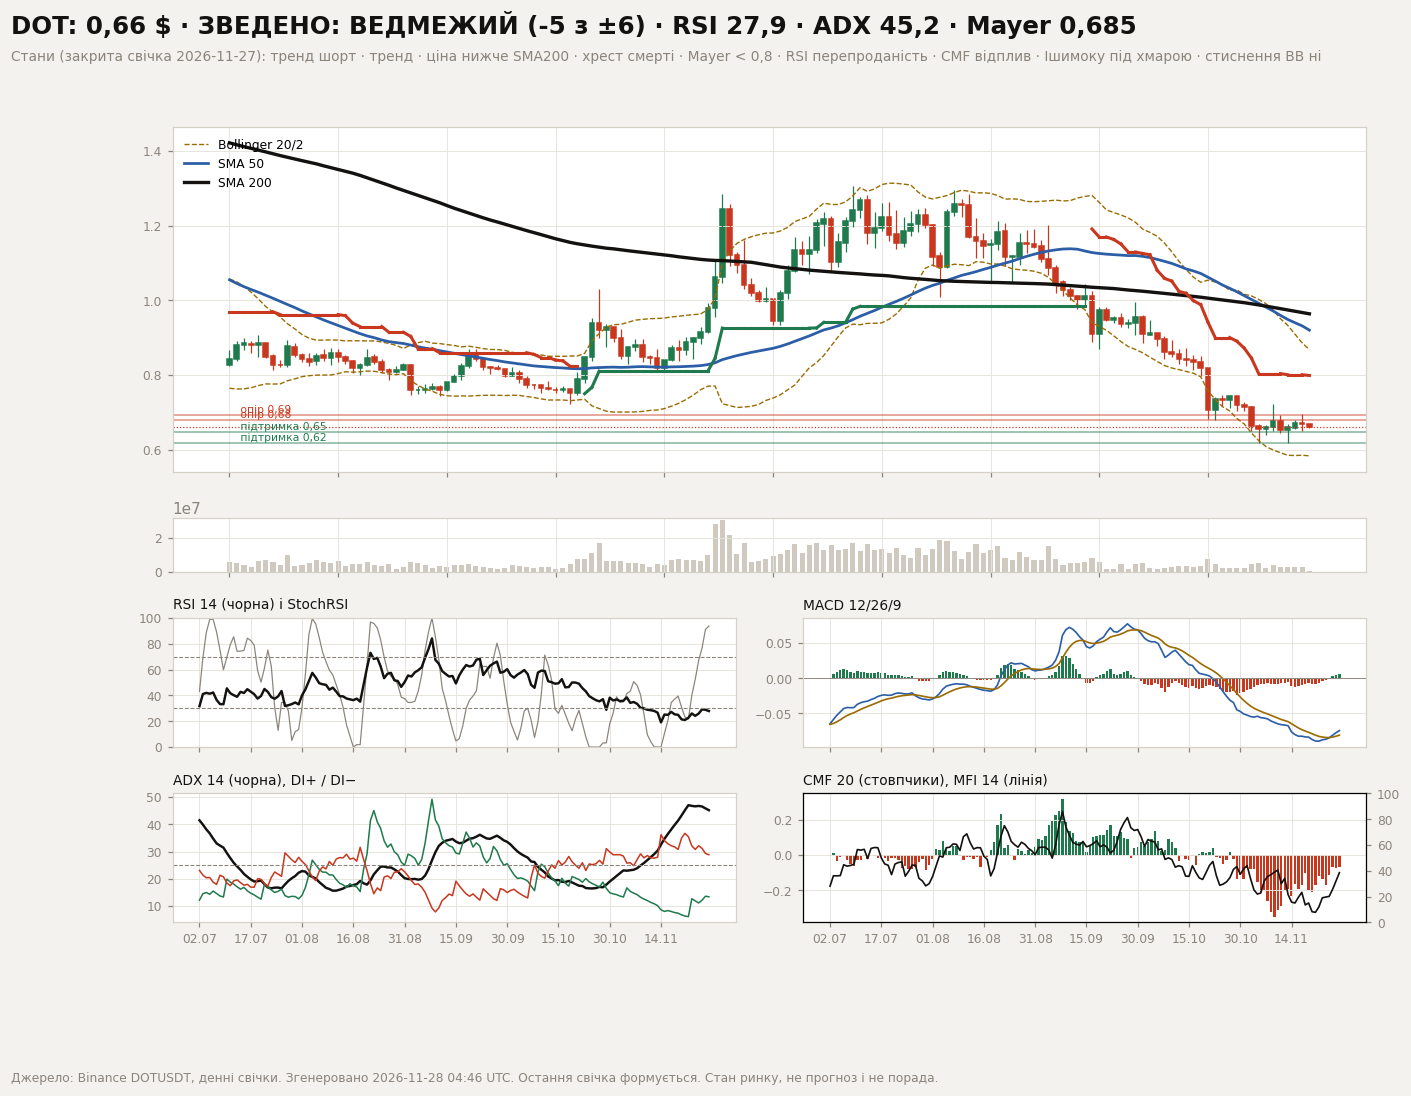 DOT: 0,66 $ · ЗВЕДЕНО: ВЕДМЕЖИЙ (-5 з ±6) · RSI 27,9 · ADX 45,2 · Mayer 0,685
Стани (закрита свічка 2026-11-27): тренд шорт · тренд · ціна нижче SMA200 · хрест смерті · Mayer < 0,8 · RSI перепроданість · CMF відплив · Ішимоку під хмарою · стиснення BB ні
Bollinger 20/2
SMA 50
SMA 200
1.4
1.2
1.0
0.8
0.6
опір 0,69
опір 0,68
підтримка 0,65
підтримка 0,62
1e7
2
0
RSI 14 (чорна) і StochRSI
100
80
60
40
20
0
MACD 12/26/9
0.05
0.00
−0.05
ADX 14 (чорна), DI+ / DI−
50
40
30
20
10
02.07 17.07 01.08 16.08 31.08 15.09 30.09 15.10 30.10 14.11
CMF 20 (стовпчики), MFI 14 (лінія)
0.2
0.0
−0.2
100
80
60
40
20
0
02.07 17.07 01.08 16.08 31.08 15.09 30.09 15.10 30.10 14.11
Джерело: Binance DOTUSDT, денні свічки. Згенеровано 2026-11-28 04:46 UTC. Остання свічка формується. Стан ринку, не прогноз і не порада.